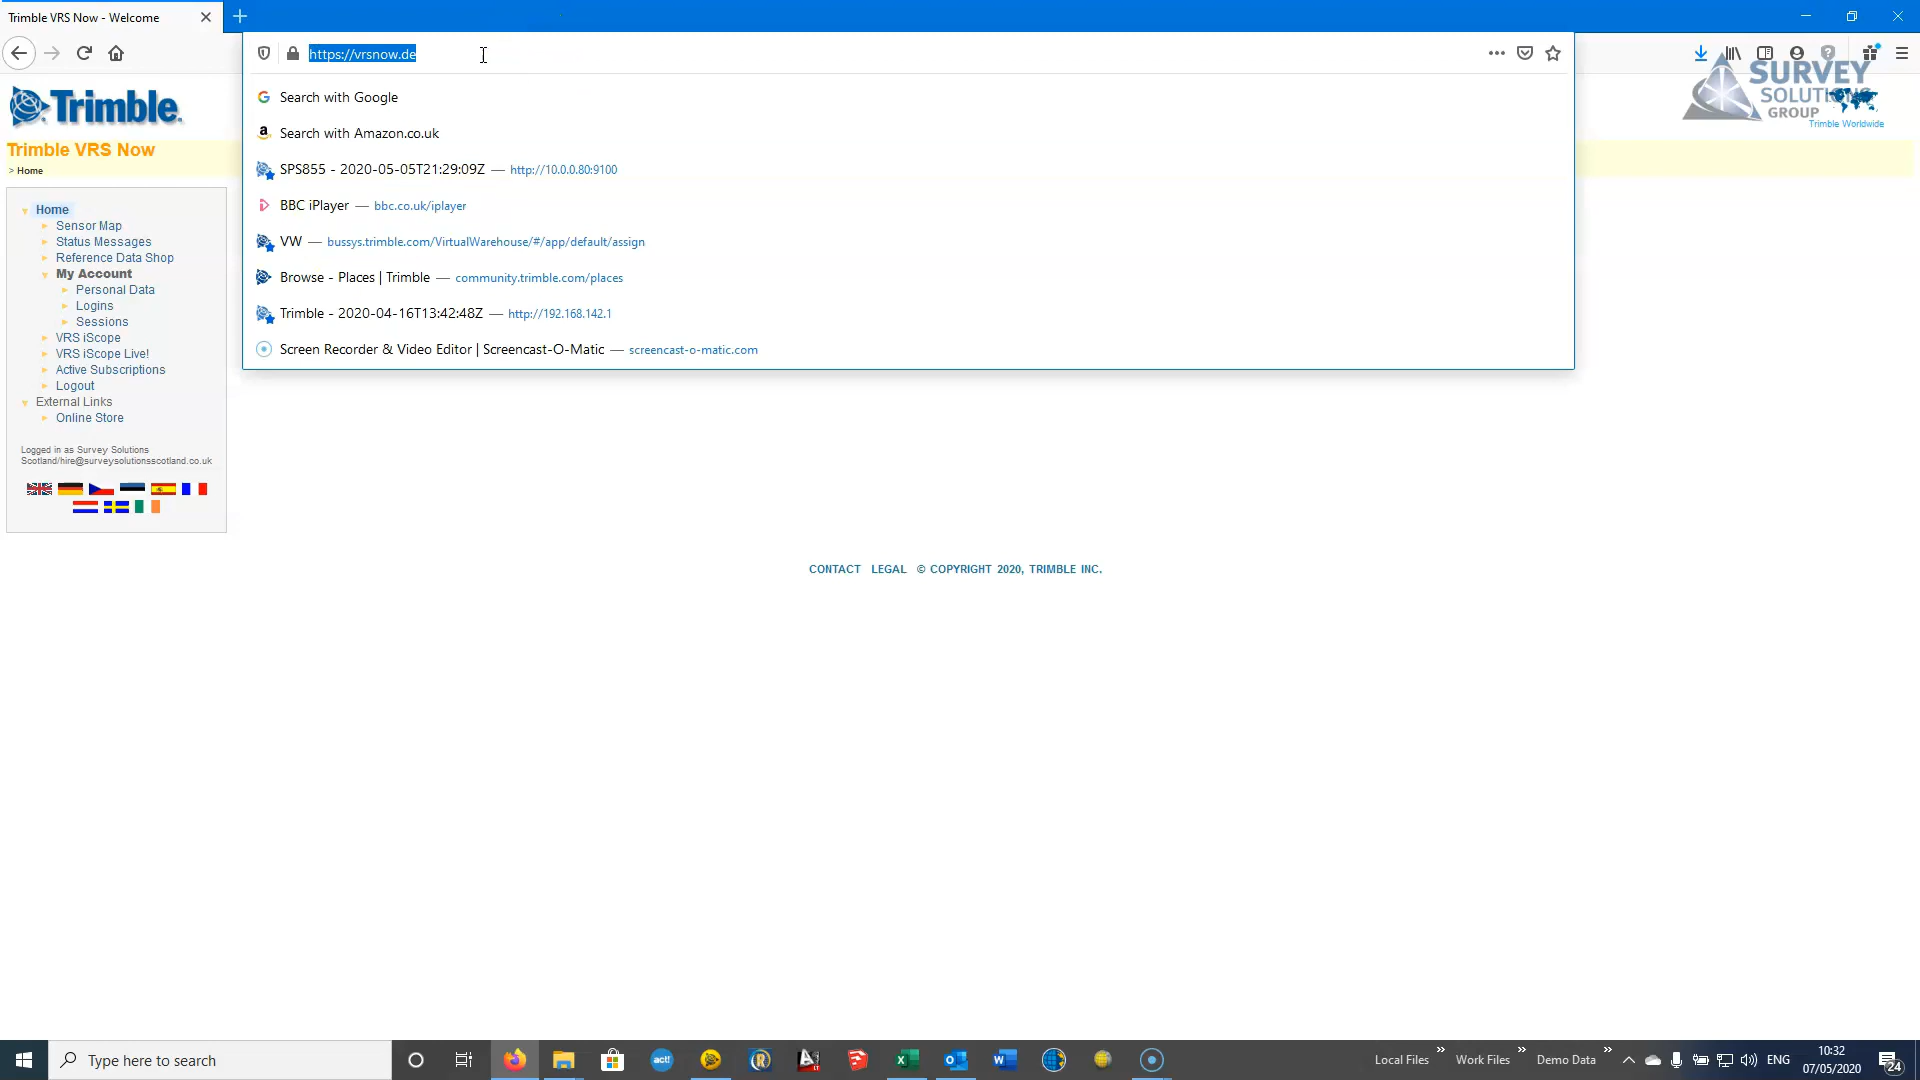 Trimble VRS Now - Welcome
https://vrsnow.de
Search with Google
Search with Amazon.co.uk
SPS855 - 2020-05-05T21:29:09Z — http://10.0.0.80:9100
BBC iPlayer — bbc.co.uk/iplayer
VW — bussys.trimble.com/VirtualWarehouse/#/app/default/assign
Browse - Places | Trimble — community.trimble.com/places
Trimble - 2020-04-16T13:42:48Z — http://192.168.142.1
Screen Recorder & Video Editor | Screencast-O-Matic — screencast-o-matic.com
SURVEY
SOLUTIONS
GROUP
Trimble Worldwide
Trimble.
Trimble VRS Now
> Home
Home
Sensor Map
Status Messages
Reference Data Shop
My Account
Personal Data
Logins
Sessions
VRS iScope
VRS iScope Live!
Active Subscriptions
Logout
External Links
Online Store
Logged in as Survey Solutions
Scotland/hire@surveysolutionsscotland.co.uk
CONTACT LEGAL © COPYRIGHT 2020, TRIMBLE INC.
Type here to search
act!
Local Files
Work Files
Demo Data
ENG
10:32
07/05/2020
24